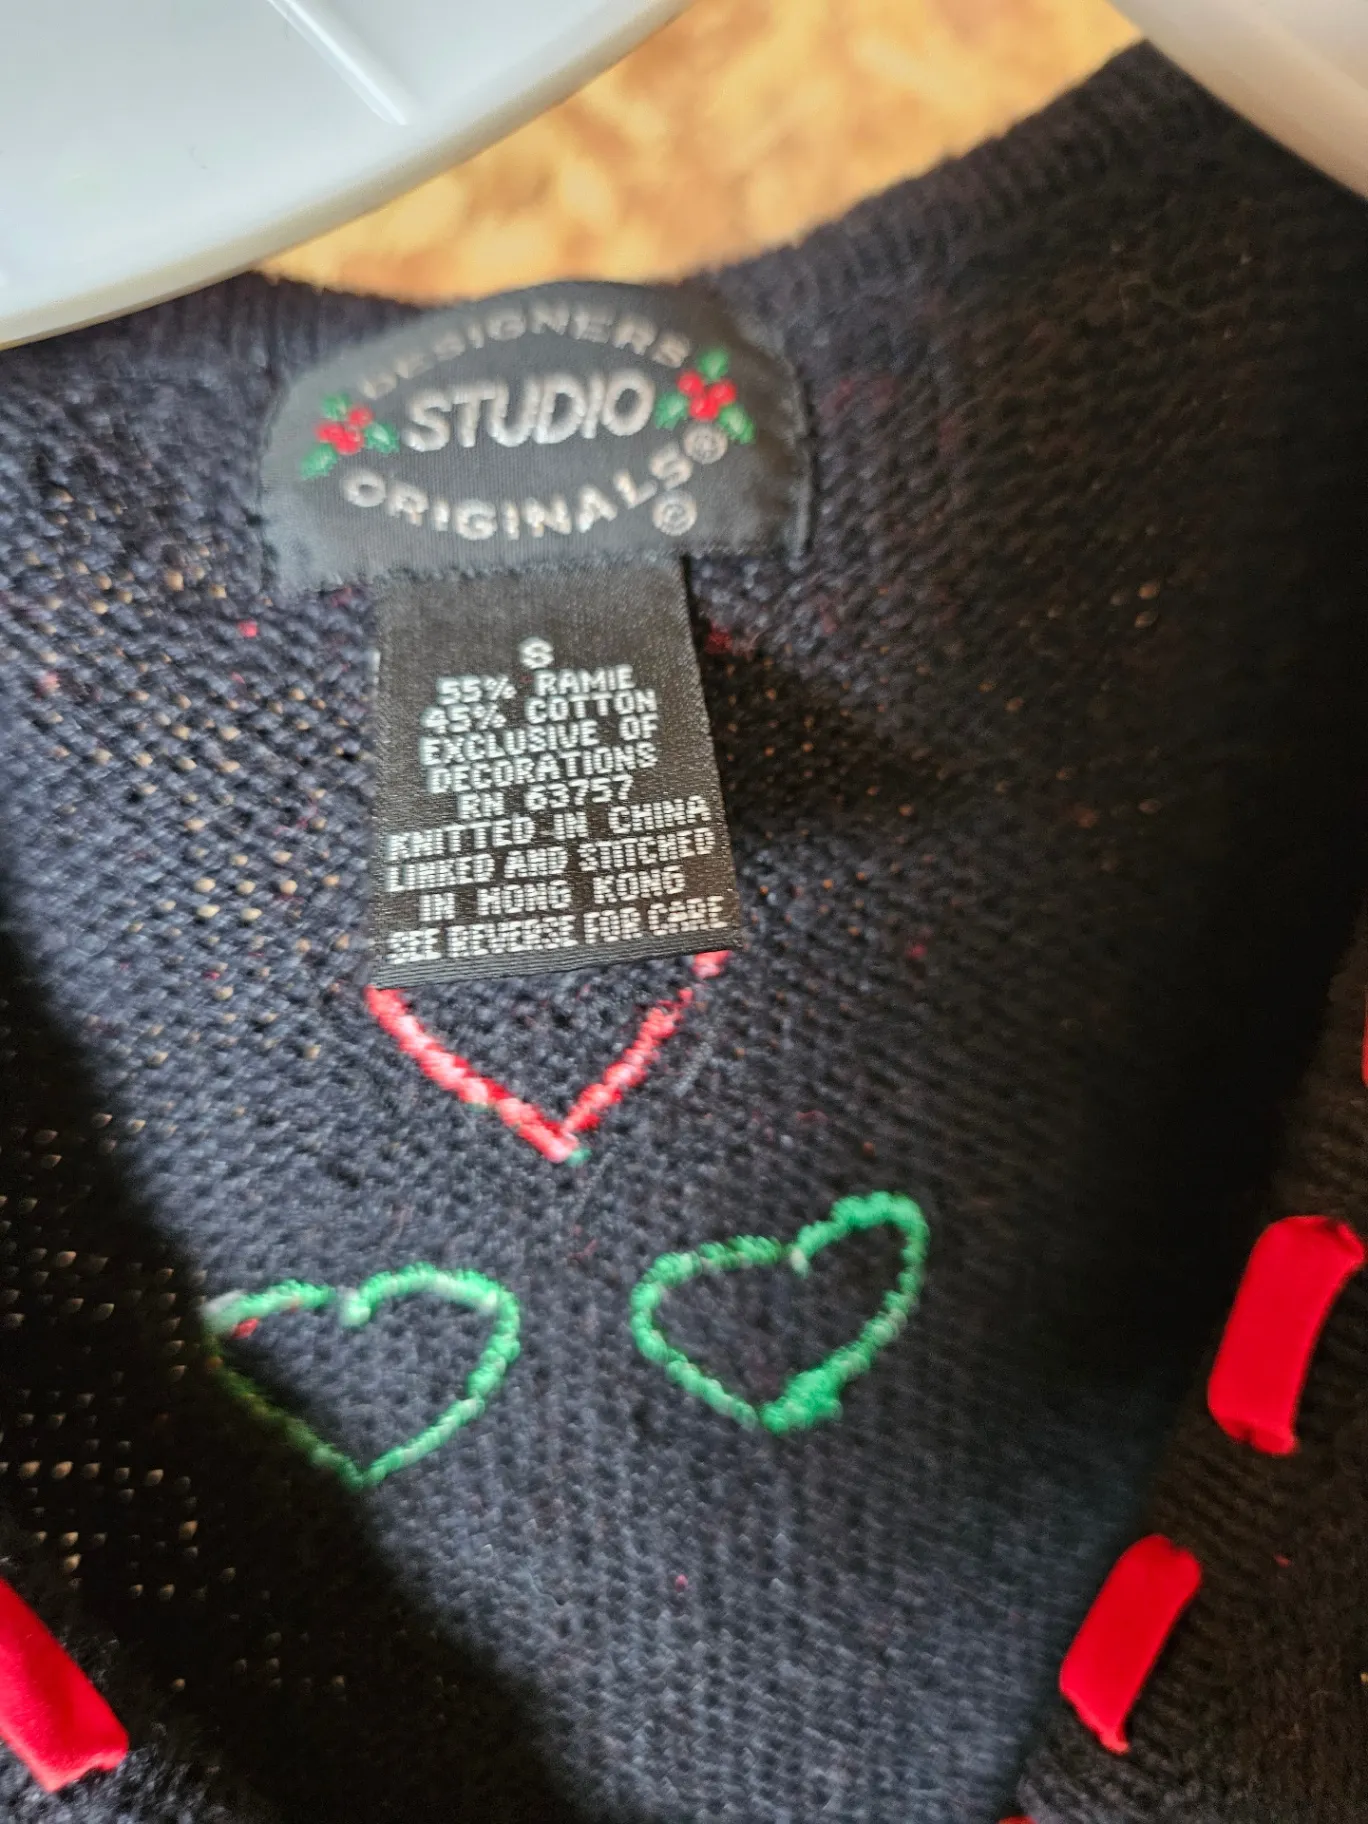 DESIGNERS
STUDIO
ORIGINALS®
©
S
55% RAMIE
45% COTTON
EXCLUSIVE OF
DECORATIONS
RN 63757
KNITTED IN CHINA
LINKED AND STITCHED
IN HONG KONG
SEE REVERSE FOR CARE